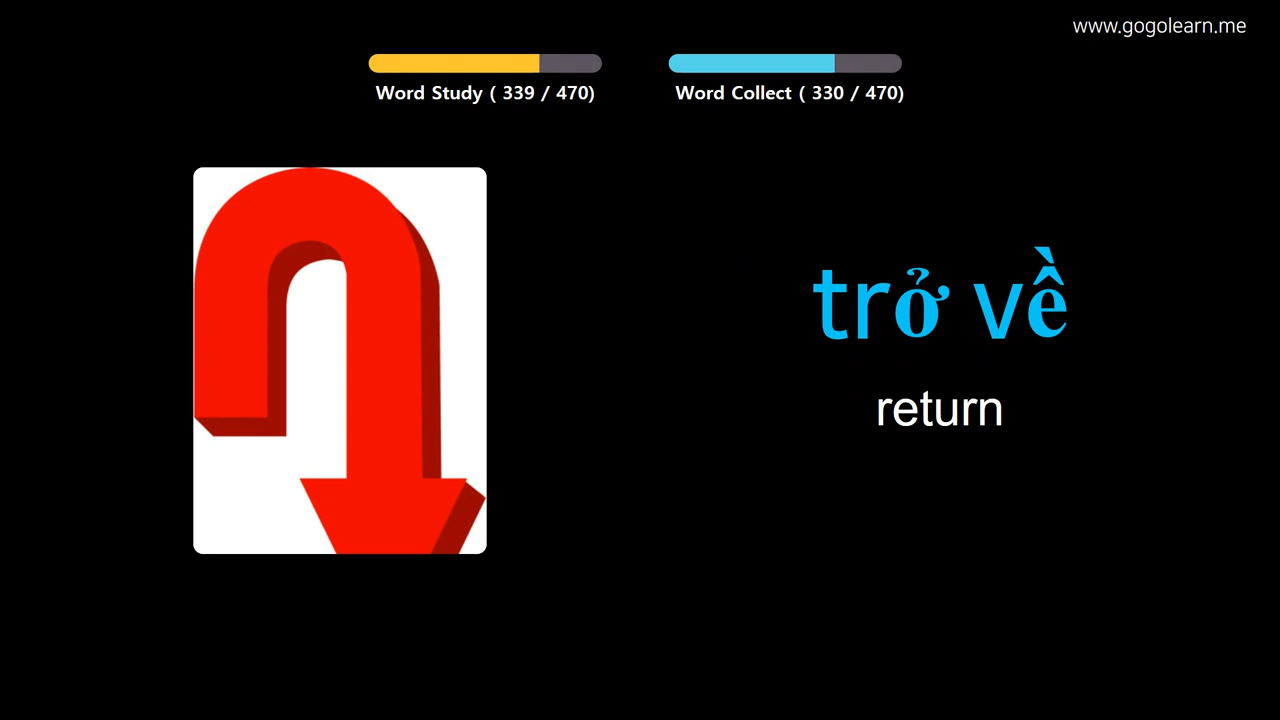 www.gogolearn.me
Word Study ( 339 / 470)
Word Collect ( 330 / 470)
trở về
return